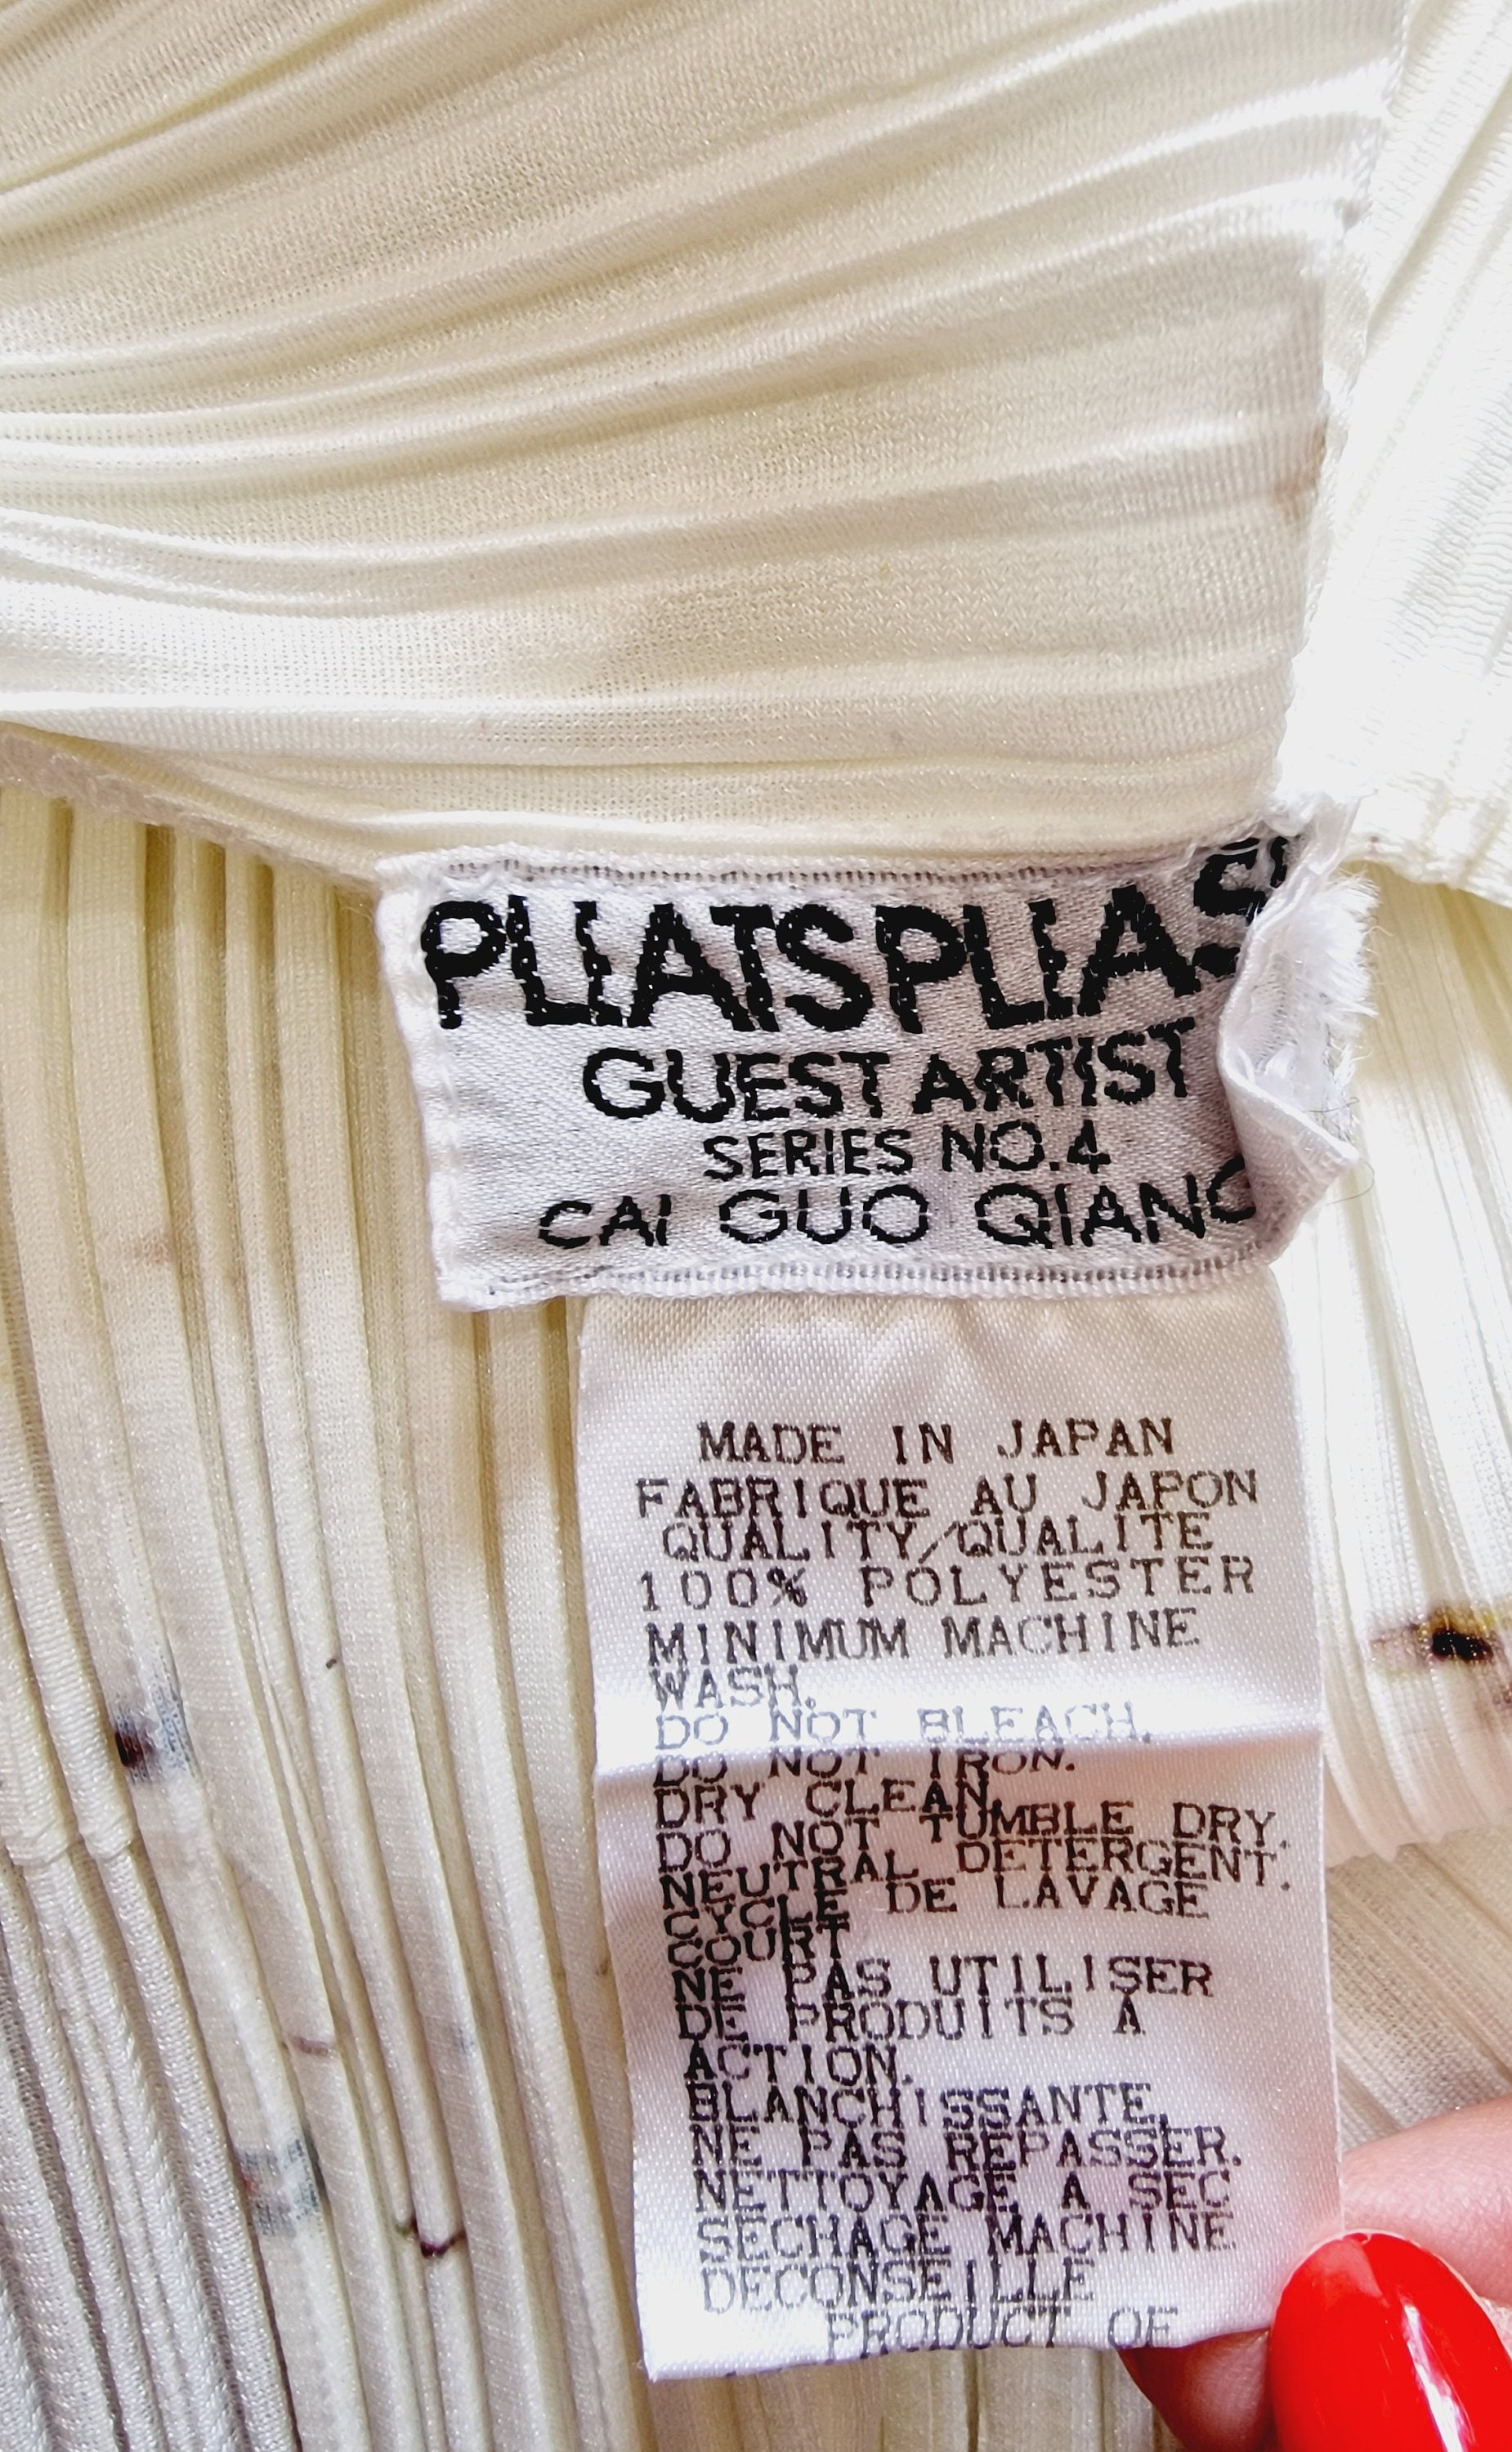 PLIATSPLIAS
GUEST ARTIST
SERIES NO.4
CAI GUO QIANG
MADE IN JAPAN
FABRIQUE AU JAPON
QUALITY/QUALITE
100% POLYESTER
MINIMUM MACHINE
WASH.
DO NOT BLEACH.
DO NOT IRON.
DRY CLEAN.
DO NOT TUMBLE DRY.
NEUTRAL DETERGENT.
CYCLE DE LAVAGE
COURT
NE PAS UTILISER
DE PRODUITS A
ACTION.
BLANCHISSANTE.
NE PAS REPASSER.
NETTOYAGE A SEC
SECHAGE MACHINE
DECONSEILLE
PRODUCT OF